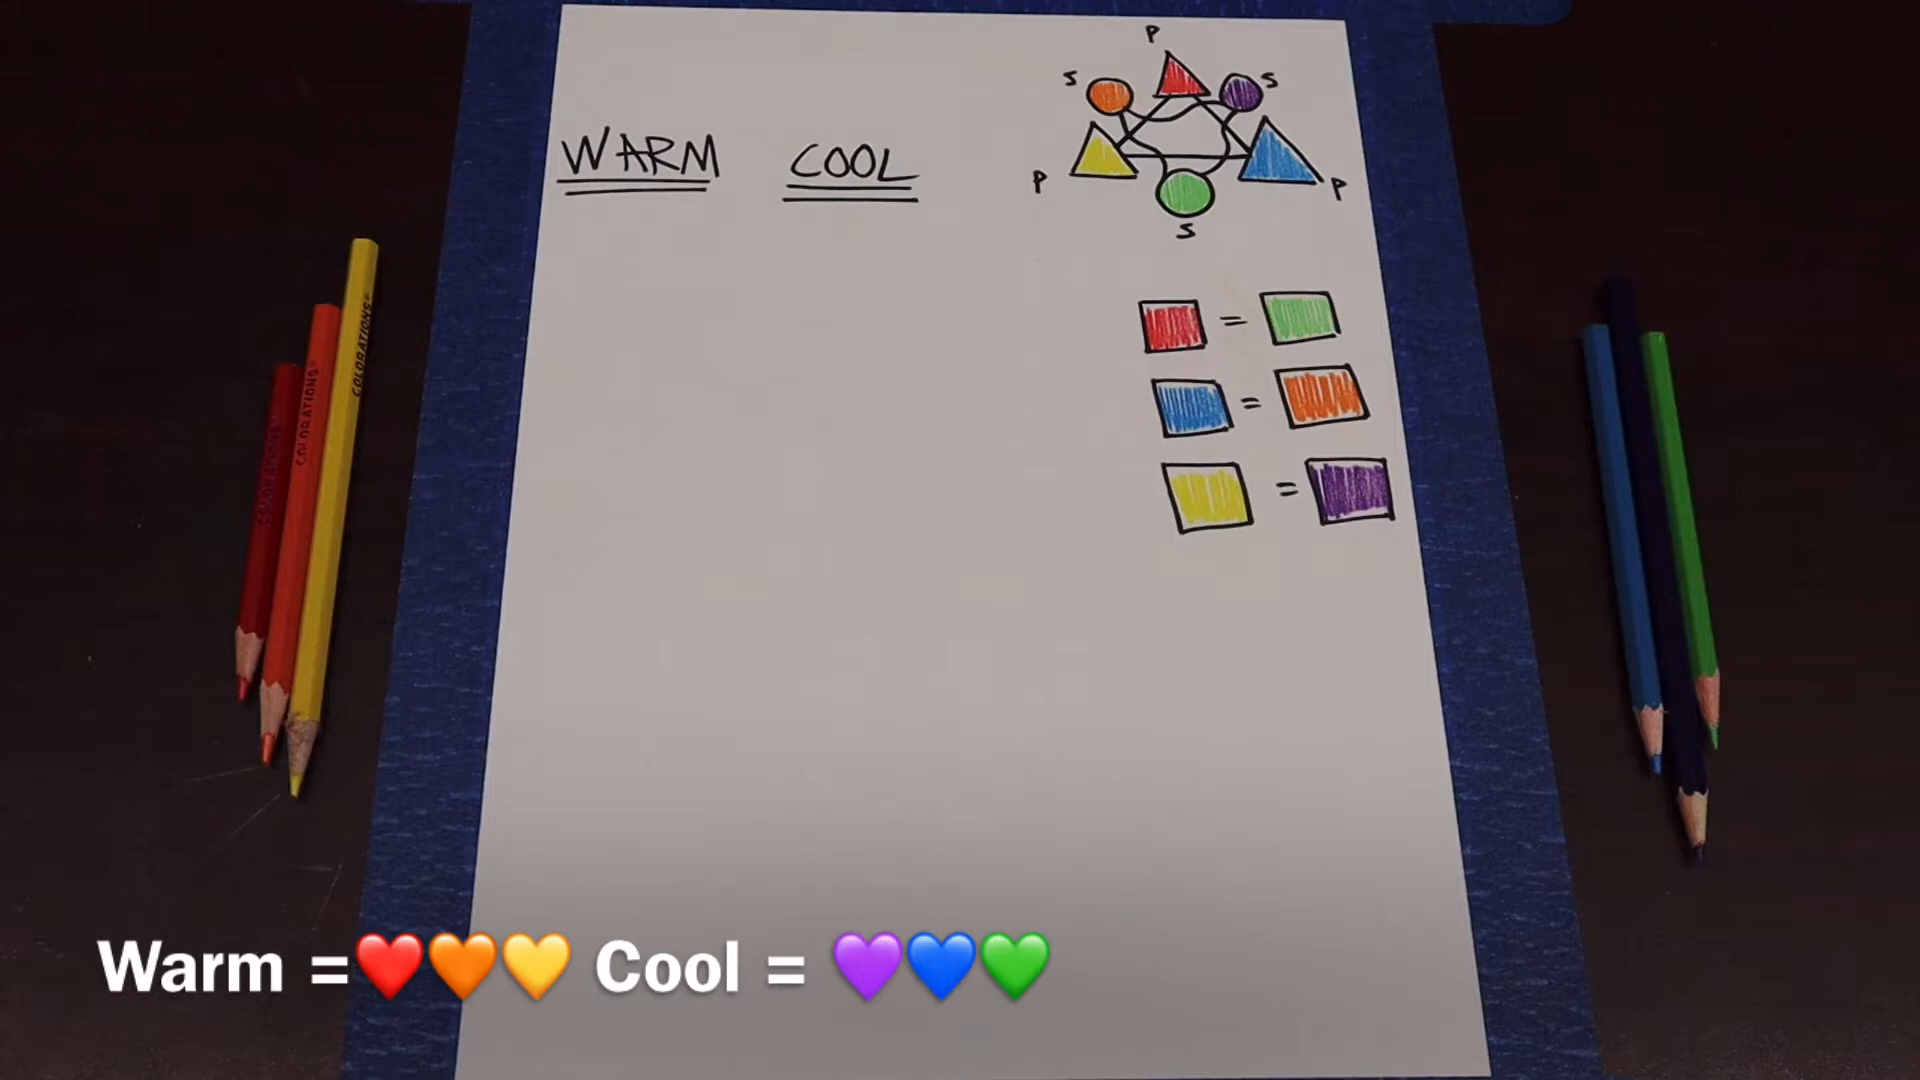 P
S
S
WARM
COOL
P
P
S
=
=
=
COLORATIONS
COLORATIONS
Warm =❤️🧡💛 Cool = 💜💙💚